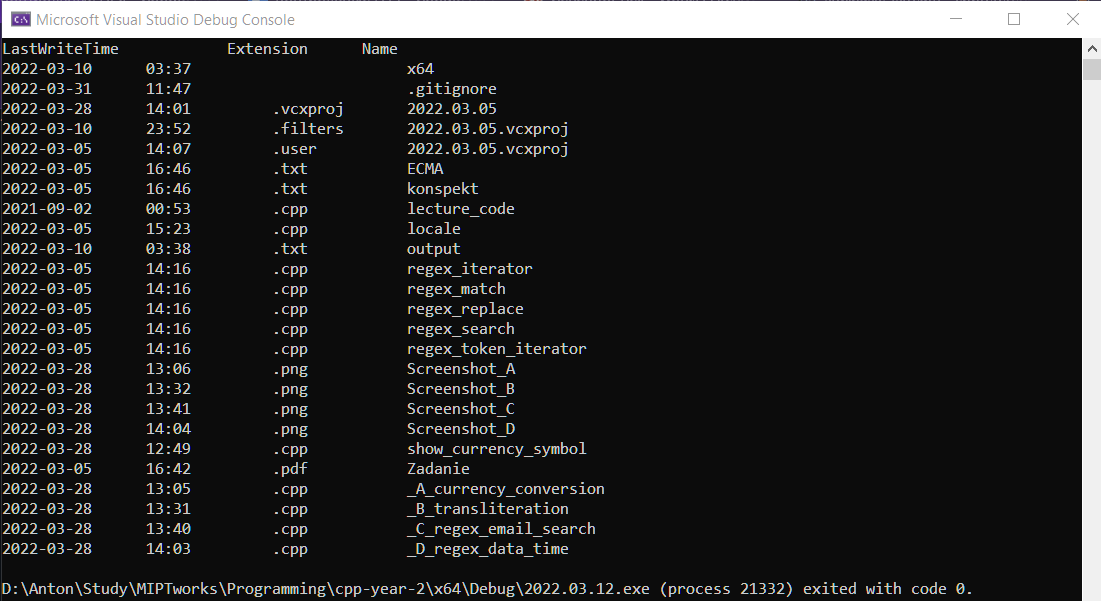 Microsoft Visual Studio Debug Console
LastWriteTime Extension Name
2022-03-10 03:37 x64
2022-03-31 11:47 .gitignore
2022-03-28 14:01 .vcxproj 2022.03.05
2022-03-10 23:52 .filters 2022.03.05.vcxproj
2022-03-05 14:07 .user 2022.03.05.vcxproj
2022-03-05 16:46 .txt ECMA
2022-03-05 16:46 .txt konspekt
2021-09-02 00:53 .cpp lecture_code
2022-03-05 15:23 .cpp locale
2022-03-10 03:38 .txt output
2022-03-05 14:16 .cpp regex_iterator
2022-03-05 14:16 .cpp regex_match
2022-03-05 14:16 .cpp regex_replace
2022-03-05 14:16 .cpp regex_search
2022-03-05 14:16 .cpp regex_token_iterator
2022-03-28 13:06 .png Screenshot_A
2022-03-28 13:32 .png Screenshot_B
2022-03-28 13:41 .png Screenshot_C
2022-03-28 14:04 .png Screenshot_D
2022-03-28 12:49 .cpp show_currency_symbol
2022-03-05 16:42 .pdf Zadanie
2022-03-28 13:05 .cpp _A_currency_conversion
2022-03-28 13:31 .cpp _B_transliteration
2022-03-28 13:40 .cpp _C_regex_email_search
2022-03-28 14:03 .cpp _D_regex_data_time
D:\Anton\Study\MIPTworks\Programming\cpp-year-2\x64\Debug\2022.03.12.exe (process 21332) exited with code 0.